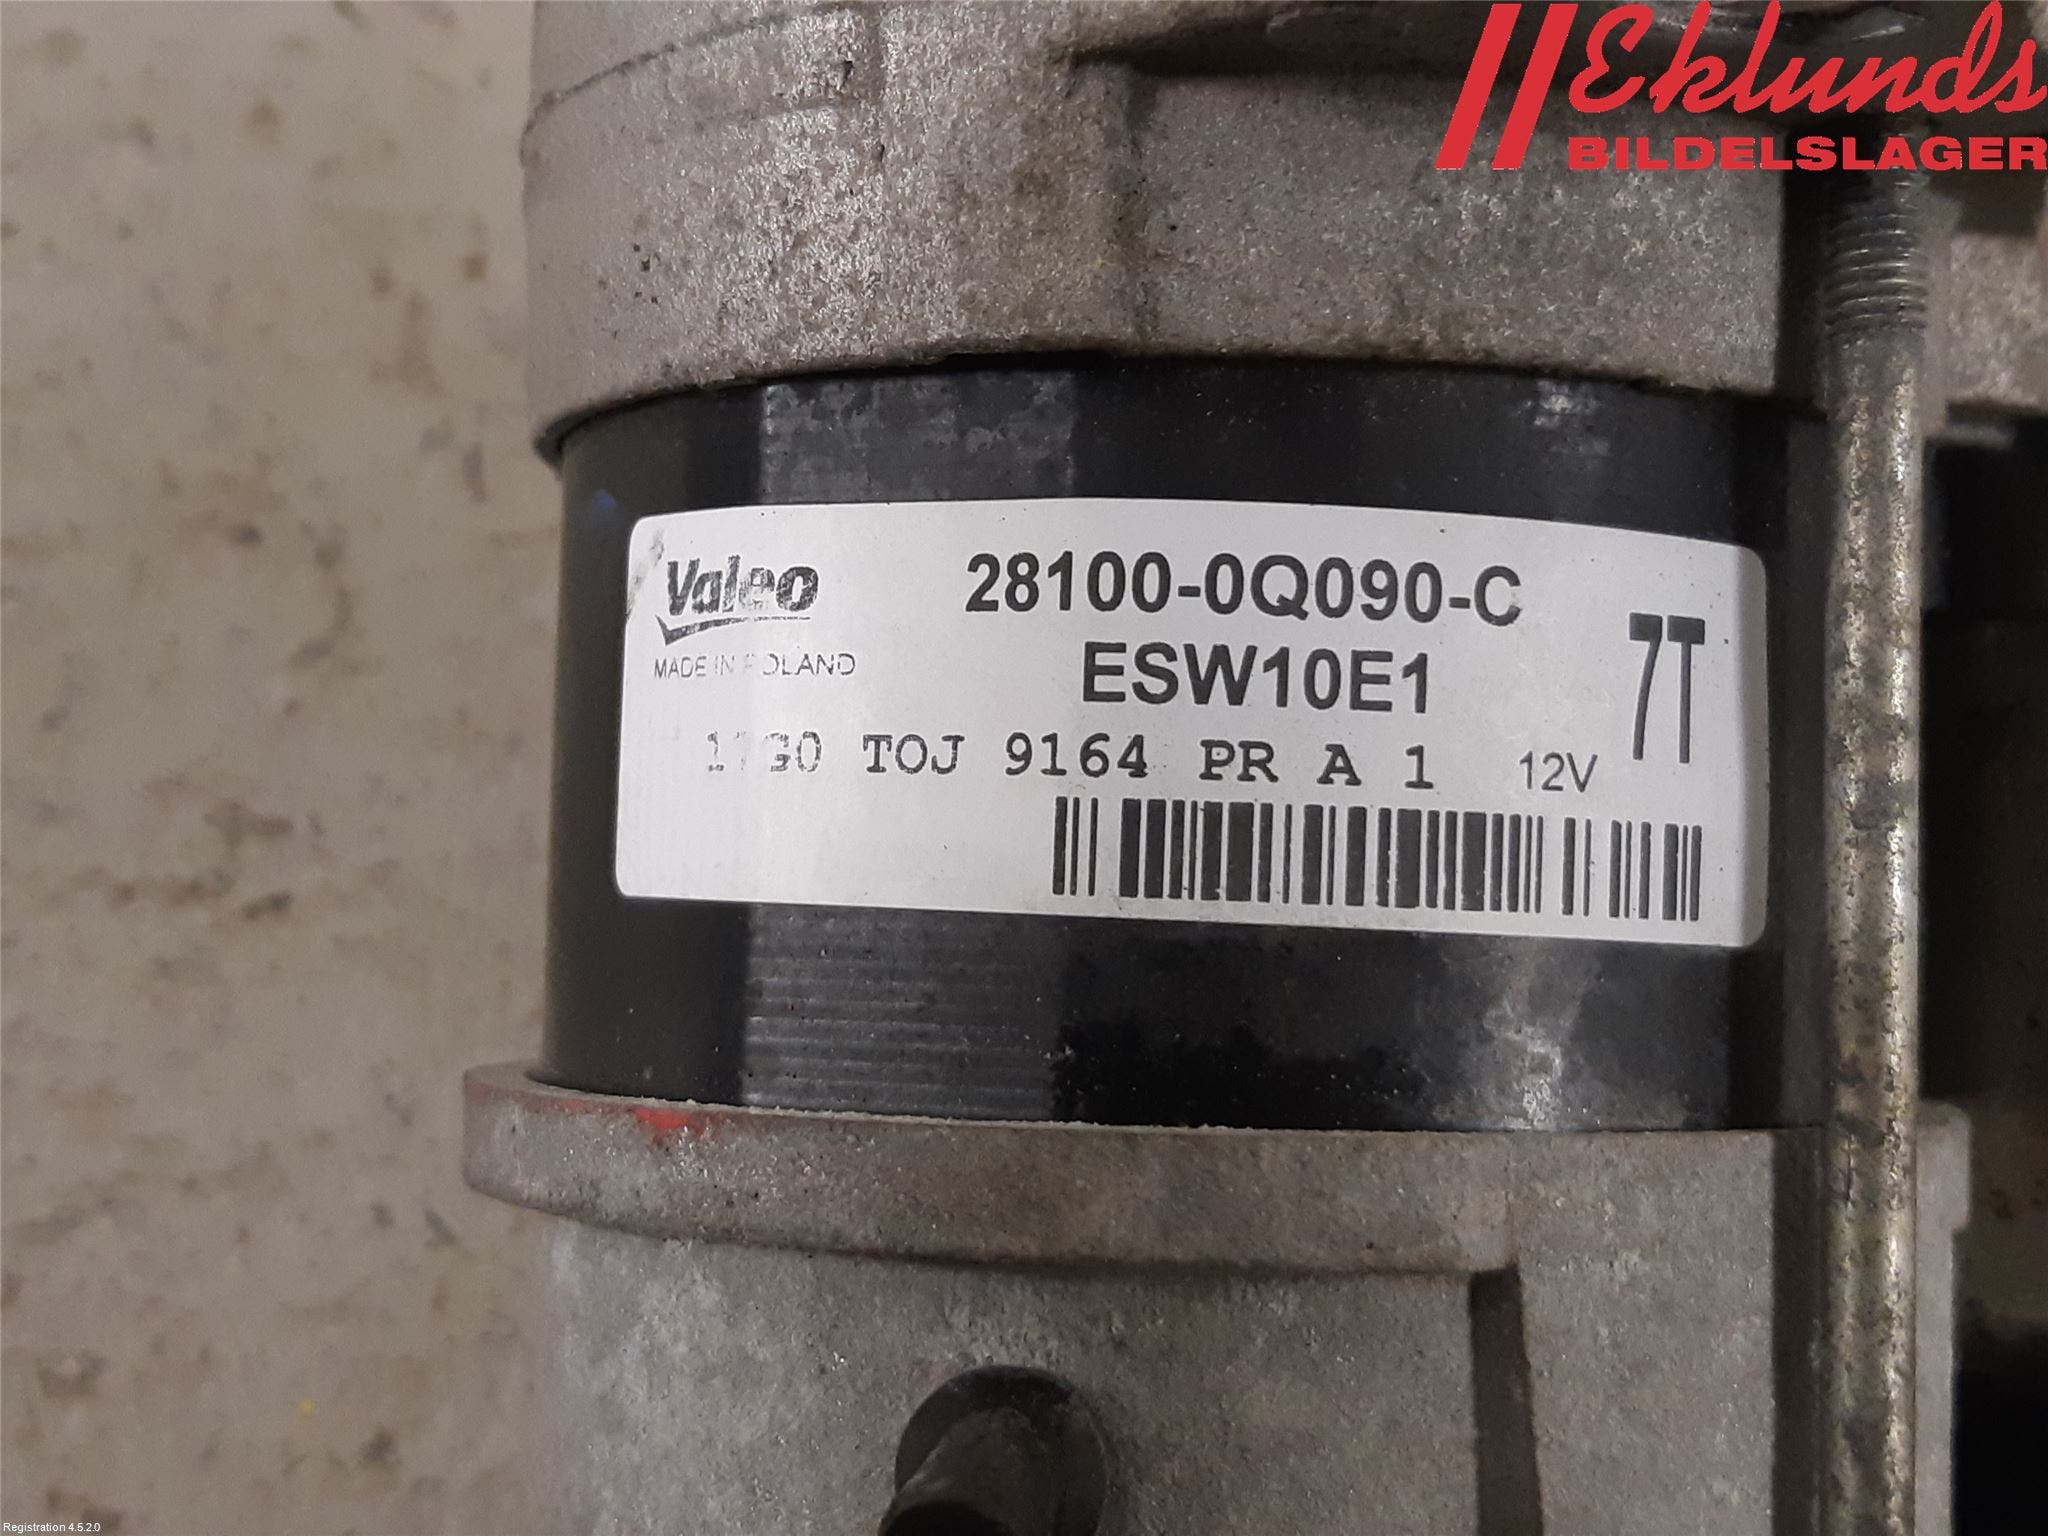 Eklunds
BILDELSLAGER
Valeo
28100-0Q090-C
MADE IN POLAND
ESW10E1
7T
TOJ 9164 PR A 1
12V
Registration 4.5.2.0